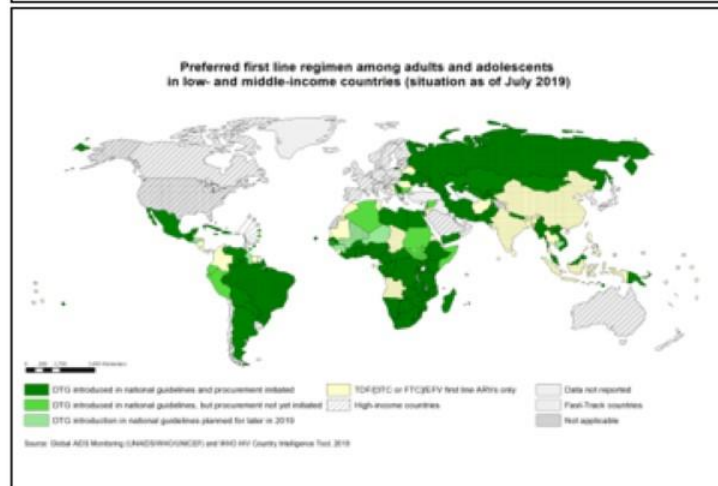 Preferred first line regimen among adults and adolescents
in low- and middle-income countries (situation as of July 2019)
DTG introduced in national guidelines and procurement initiated
DTG introduced in national guidelines, but procurement not yet initiated
DTG introduction in national guidelines planned for later in 2019
TDF/(3TC or FTC)/EFV first line ARVs only
High-income countries
Data not reported
Fast-Track countries
Not applicable
Source: Global AIDS Monitoring (UNAIDS/WHO/UNICEF) and WHO HIV Country Intelligence Tool, 2019